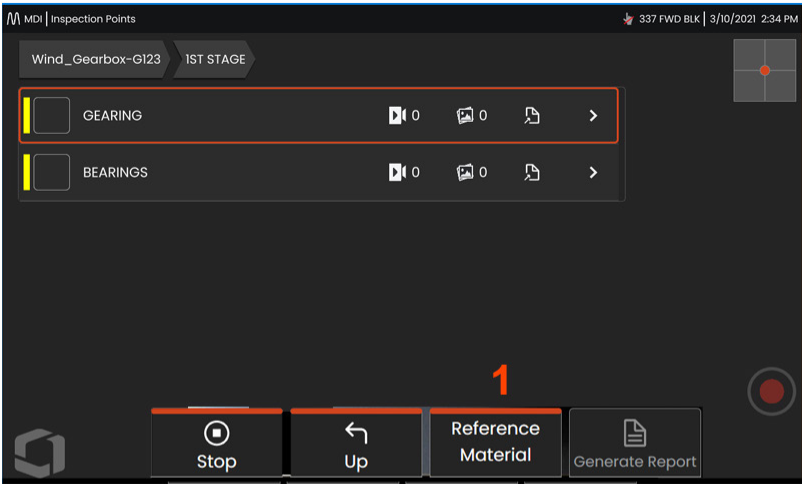 MDI | Inspection Points
337 FWD BLK | 3/10/2021 2:34 PM
Wind_Gearbox-G123
1ST STAGE
GEARING 0 0
BEARINGS 0 0
1
Stop
Up
Reference
Material
Generate Report